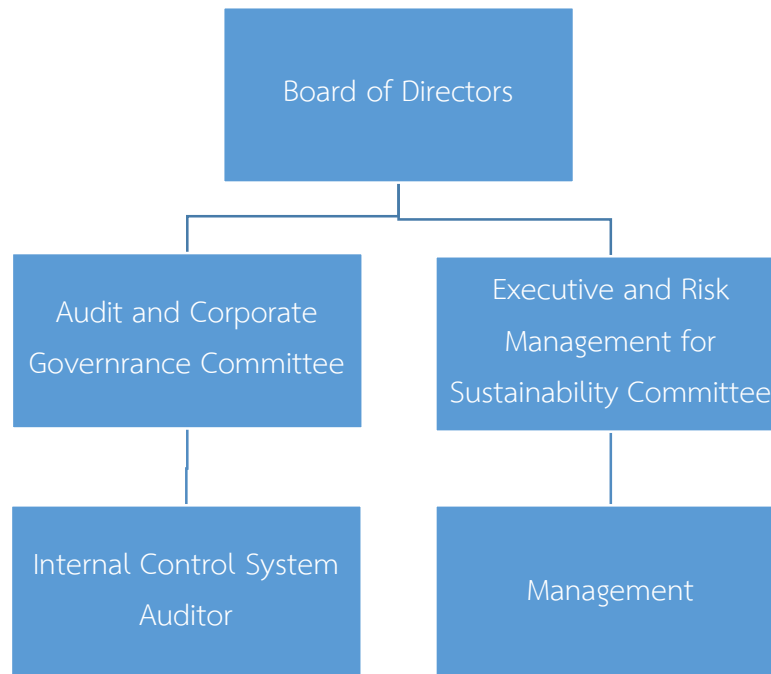 Board of Directors
Audit and Corporate
Governrance Committee
Executive and Risk
Management for
Sustainability Committee
Internal Control System
Auditor
Management